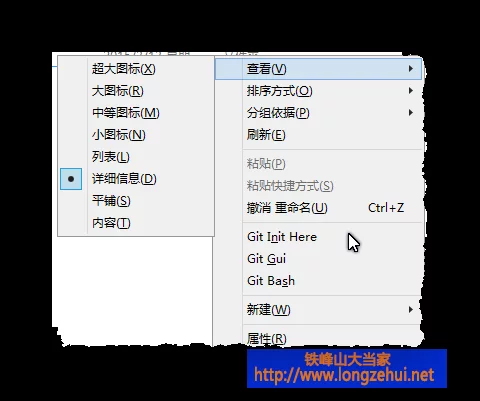 超大图标(X)
大图标(R)
中等图标(M)
小图标(N)
列表(L)
详细信息(D)
平铺(S)
内容(T)
查看(V)
排序方式(O)
分组依据(P)
刷新(E)
粘贴(P)
粘贴快捷方式(S)
撤消 重命名(U) Ctrl+Z
Git Init Here
Git Gui
Git Bash
新建(W)
属性(R)
铁峰山大当家
http://www.longzehui.net